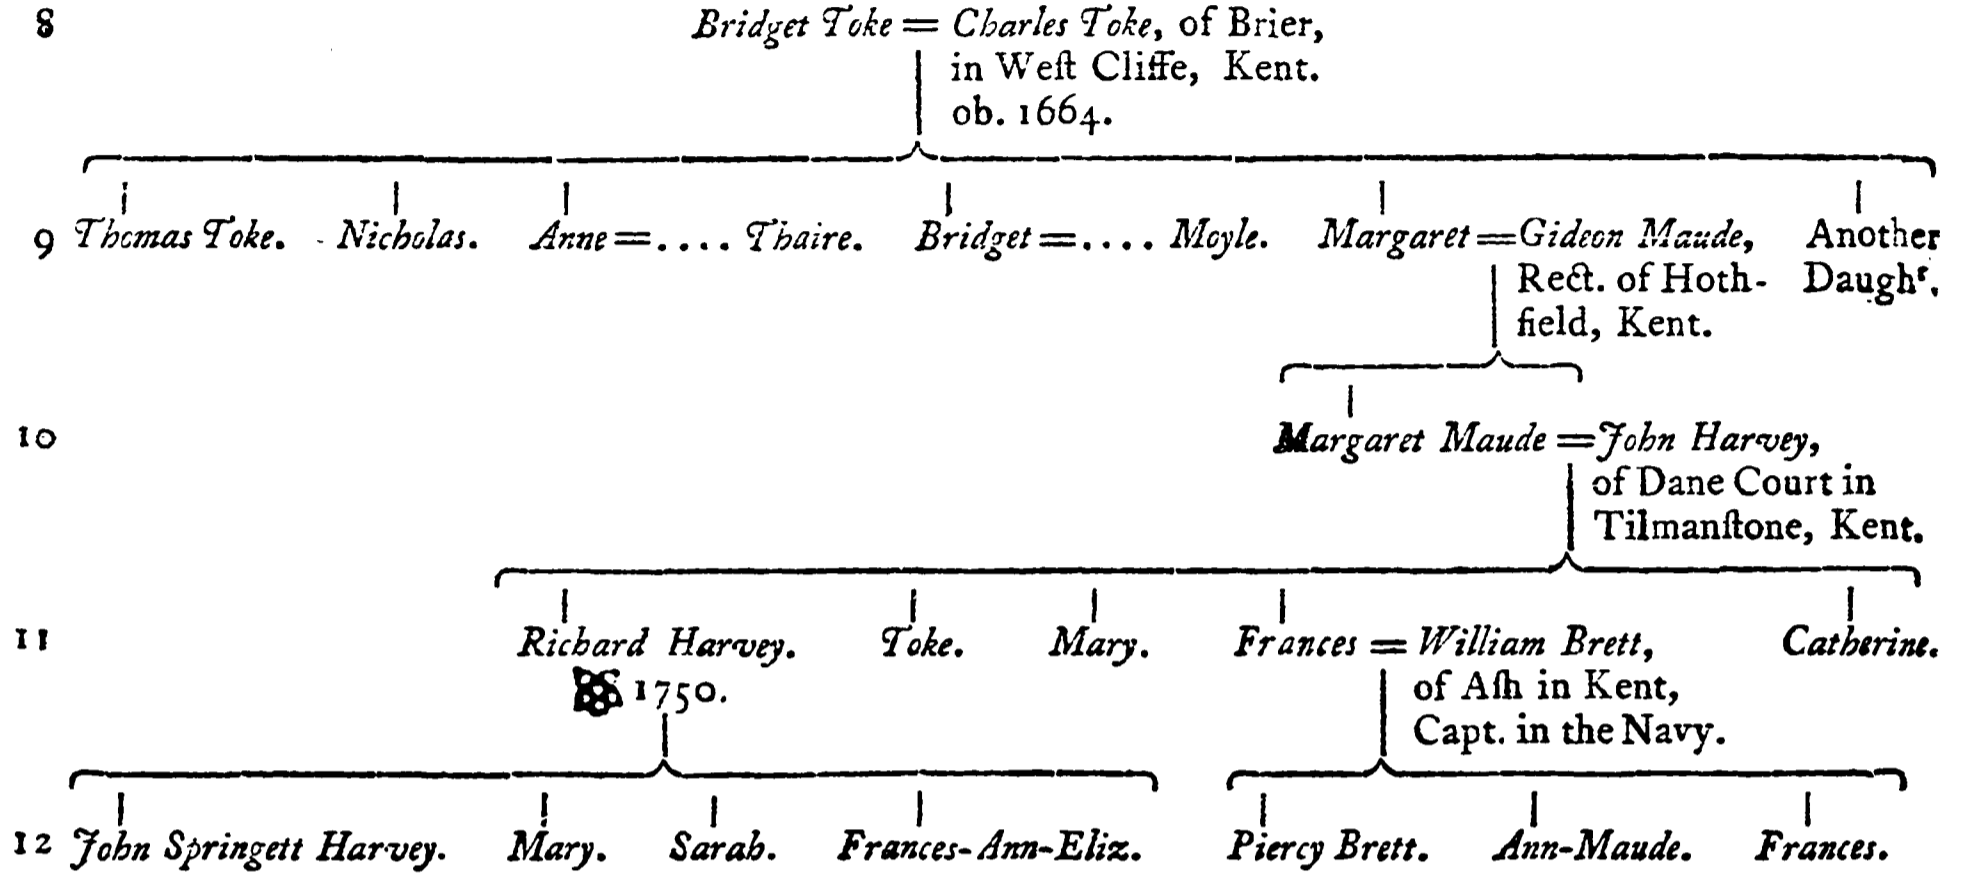 8 Bridget Toke = Charles Toke, of Brier,
in Weſt Cliffe, Kent.
ob. 1664.
9 Thomas Toke. Nicholas. Anne = .... Thaire. Bridget = .... Moyle. Margaret = Gideon Maude, Another
Rect. of Hoth- Daughr.
field, Kent.
10 Margaret Maude = John Harvey,
of Dane Court in
Tilmanſtone, Kent.
11 Richard Harvey. Toke. Mary. Frances = William Brett, Catherine.
1750. of Aſh in Kent,
Capt. in the Navy.
12 John Springett Harvey. Mary. Sarah. Frances-Ann-Eliz. Piercy Brett. Ann-Maude. Frances.